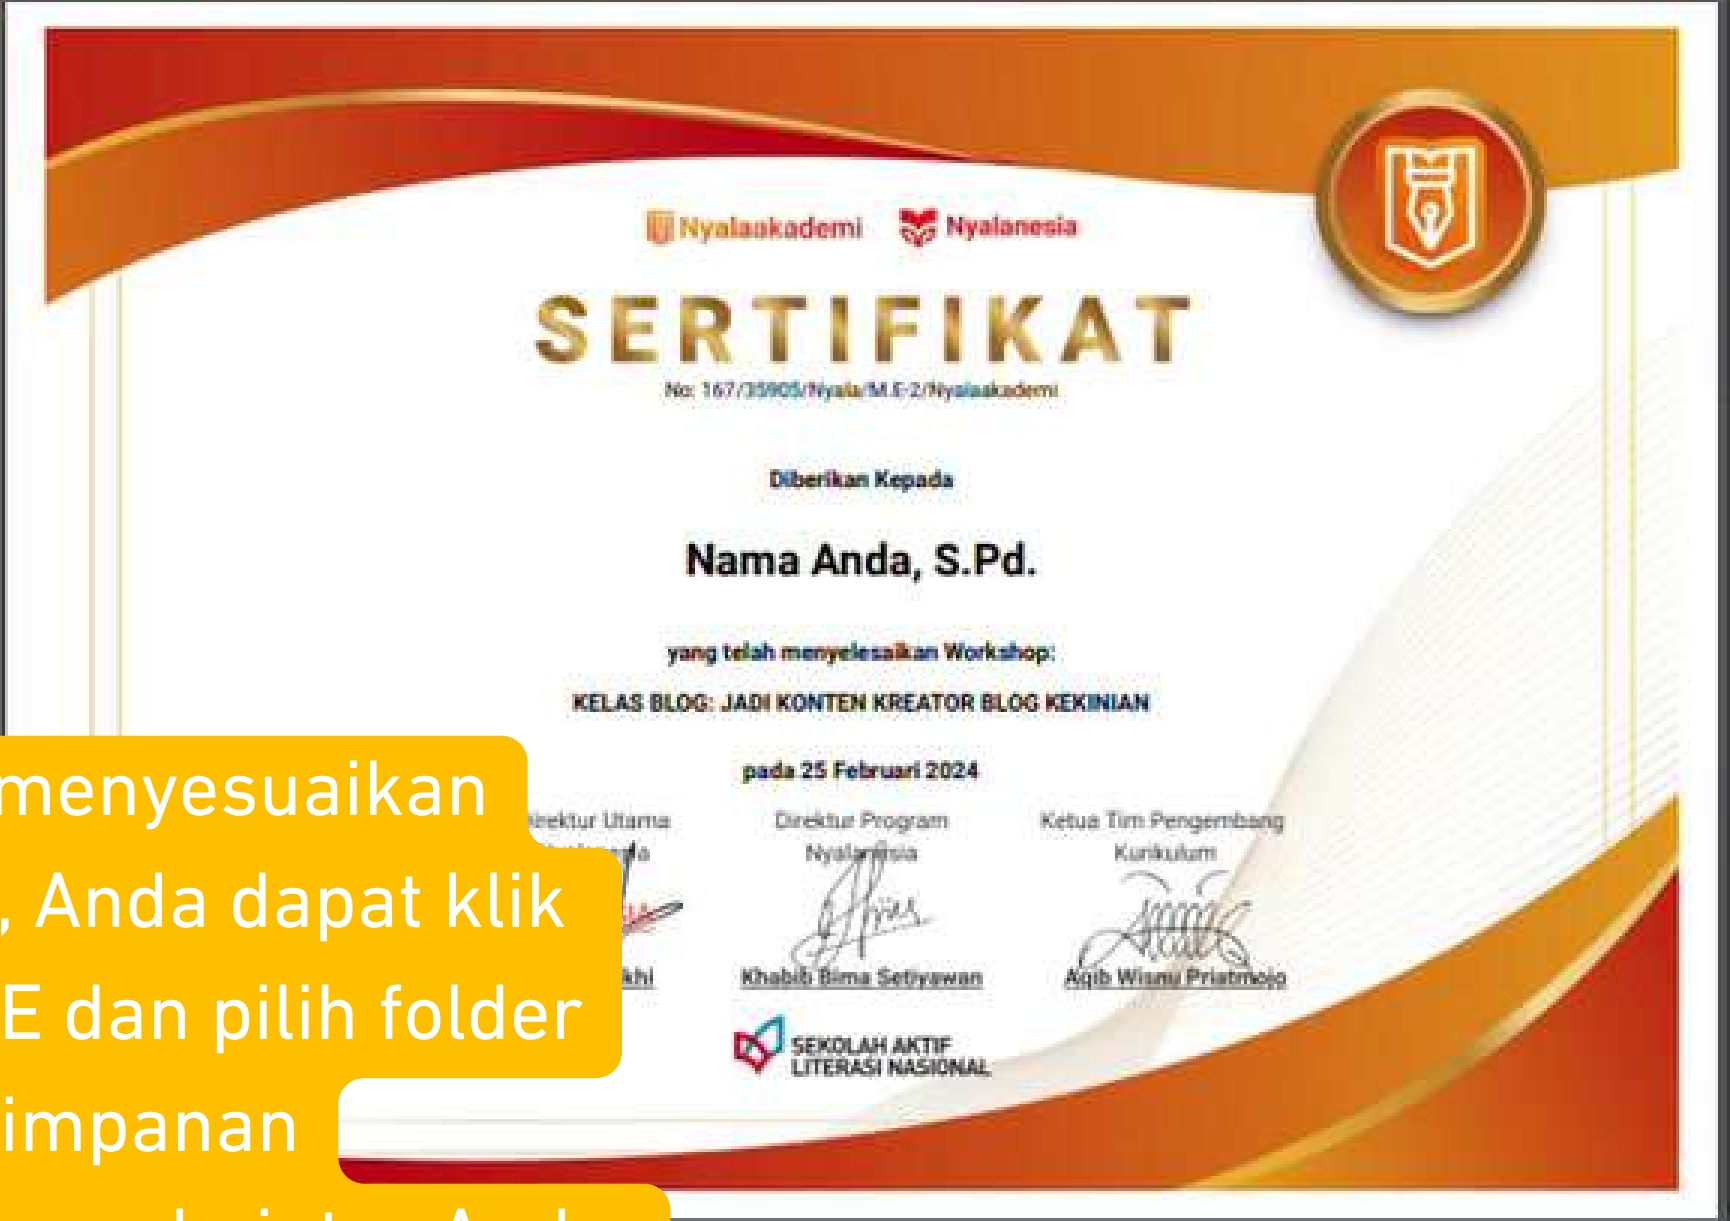 Nyalaakademi Nyalanesia
SERTIFIKAT
No: 167/35905/Nyala/M.E-2/Nyalaakademi
Diberikan Kepada
Nama Anda, S.Pd.
yang telah menyelesaikan Workshop:
KELAS BLOG: JADI KONTEN KREATOR BLOG KEKINIAN
pada 25 Februari 2024
Utama
Direktur Program
Nyalanesia
Khabib Bima Setiyawan
Ketua Tim Pengembang
Kurikulum
Aqib Wisnu Priatmojo
SEKOLAH AKTIF
LITERASI NASIONAL
menyesuaikan
, Anda dapat klik
E dan pilih folder
impanan